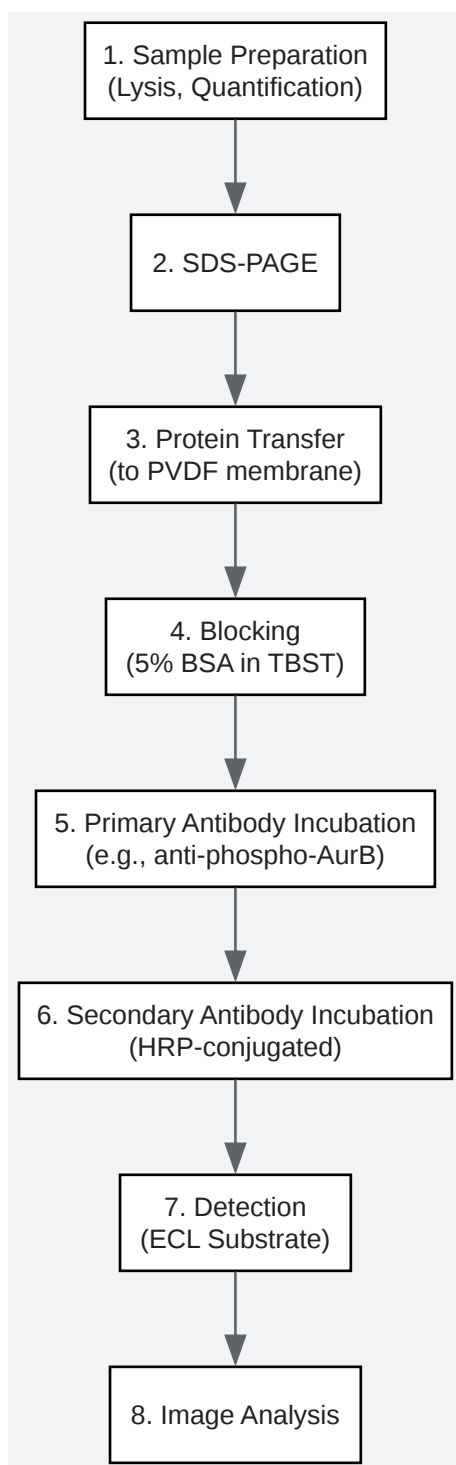 1. Sample Preparation
(Lysis, Quantification)
2. SDS-PAGE
3. Protein Transfer
(to PVDF membrane)
4. Blocking
(5% BSA in TBST)
5. Primary Antibody Incubation
(e.g., anti-phospho-AurB)
6. Secondary Antibody Incubation
(HRP-conjugated)
7. Detection
(ECL Substrate)
8. Image Analysis